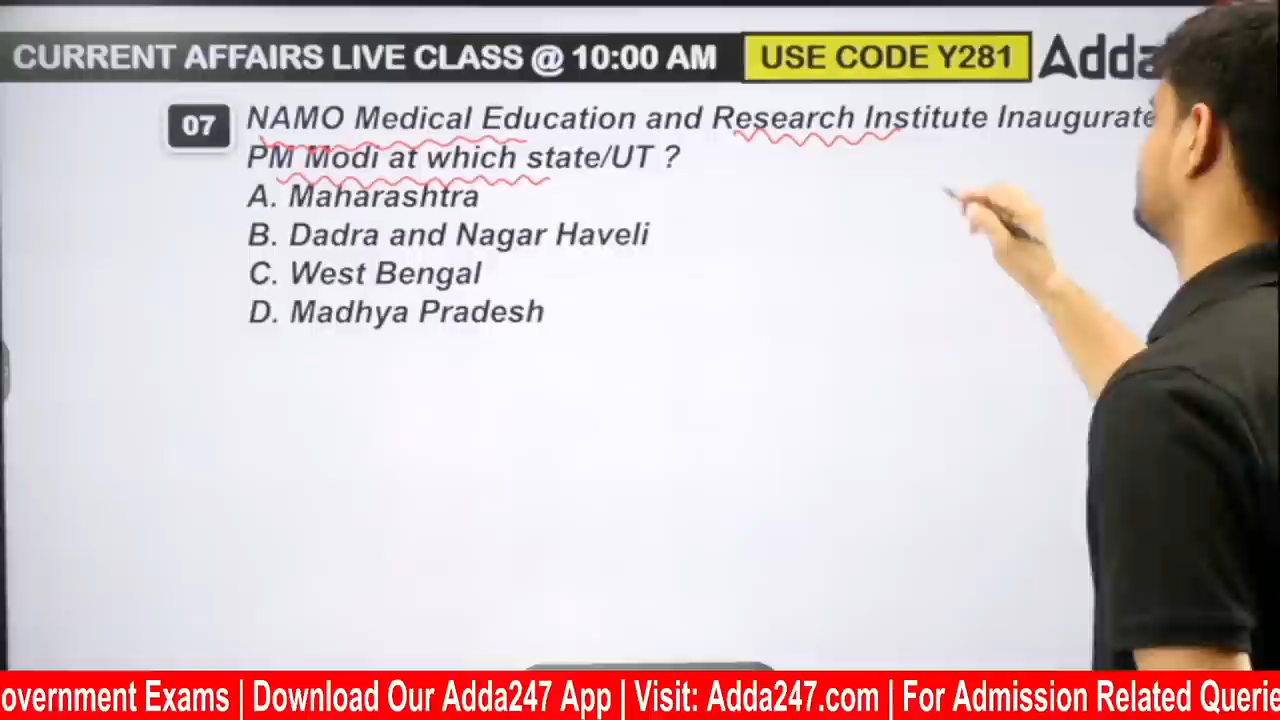 CURRENT AFFAIRS LIVE CLASS @ 10:00 AM USE CODE Y281 Adda
07 NAMO Medical Education and Research Institute Inaugurate
PM Modi at which state/UT ?
A. Maharashtra
B. Dadra and Nagar Haveli
C. West Bengal
D. Madhya Pradesh
overnment Exams | Download Our Adda247 App | Visit: Adda247.com | For Admission Related Querie